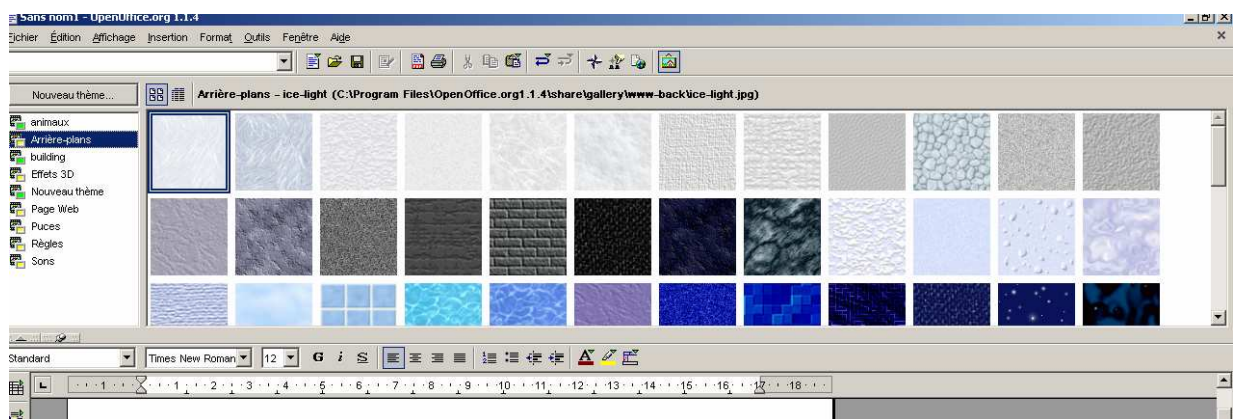 Sans nom1 - OpenOffice.org 1.1.4
Fichier Édition Affichage Insertion Format Outils Fenêtre Aide
Nouveau thème... Arrière-plans - ice-light (C:\Program Files\OpenOffice.org1.1.4\share\gallery\www-back\ice-light.jpg)
animaux
Arrière-plans
building
Effets 3D
Nouveau thème
Page Web
Puces
Règles
Sons
Standard Times New Roman 12 G i S A
1 1 2 3 4 5 6 7 8 9 10 11 12 13 14 15 16 17 18